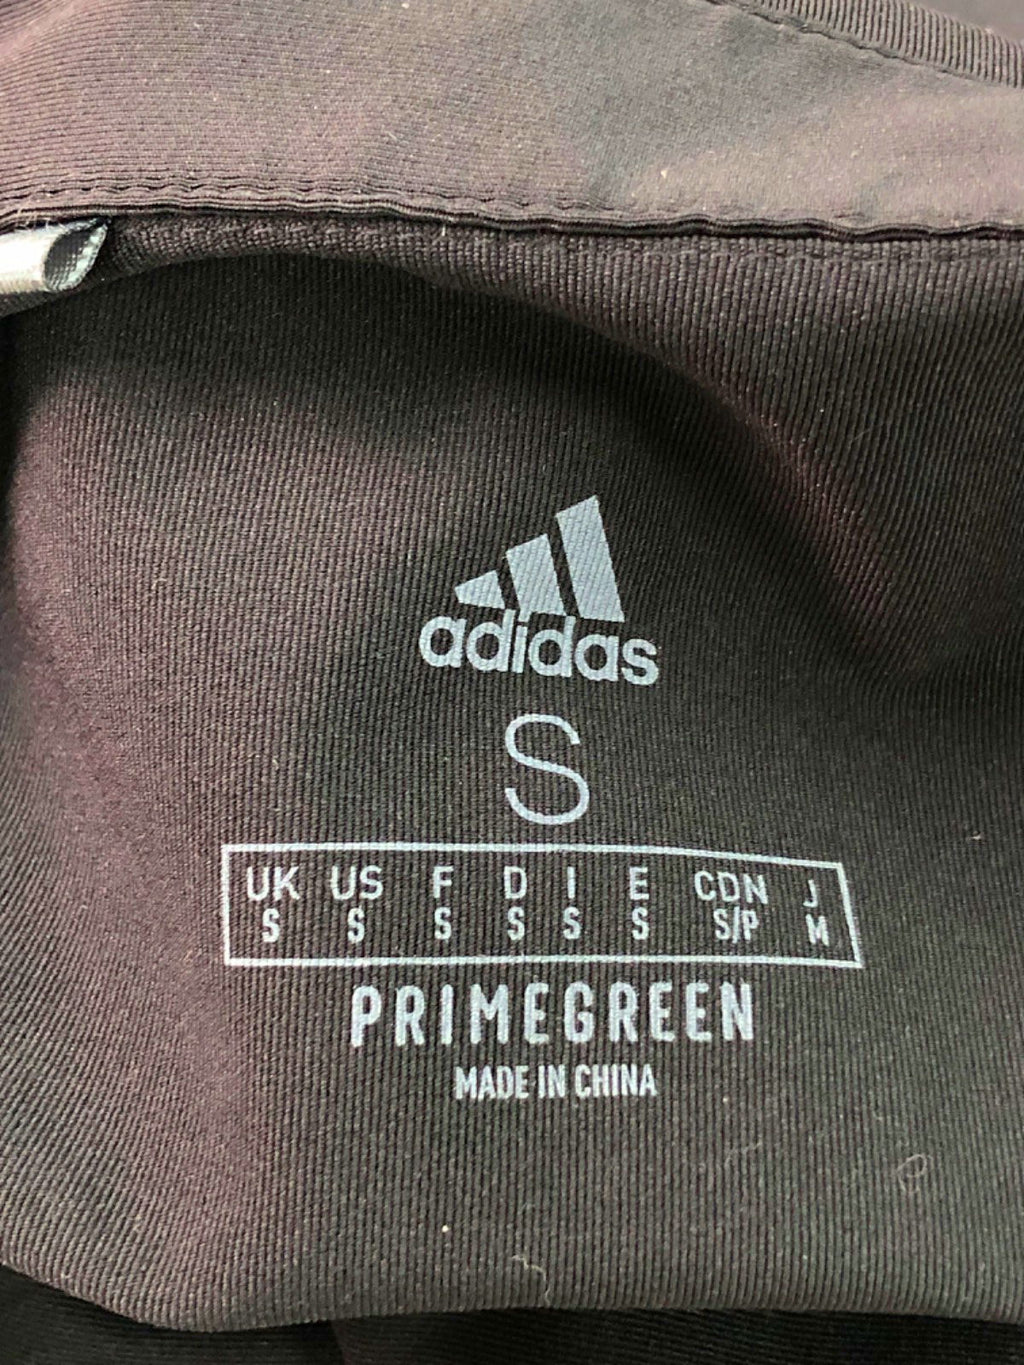 adidas
S
UK US F D I E CDN J
S S S S S S S/P M
PRIMEGREEN
MADE IN CHINA